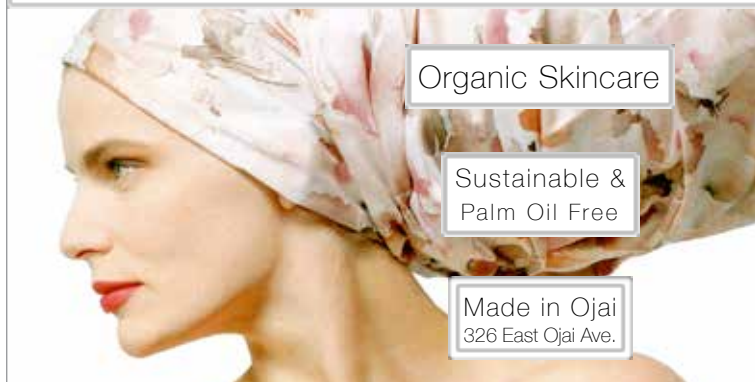 Organic Skincare
Sustainable &
Palm Oil Free
Made in Ojai
326 East Ojai Ave.